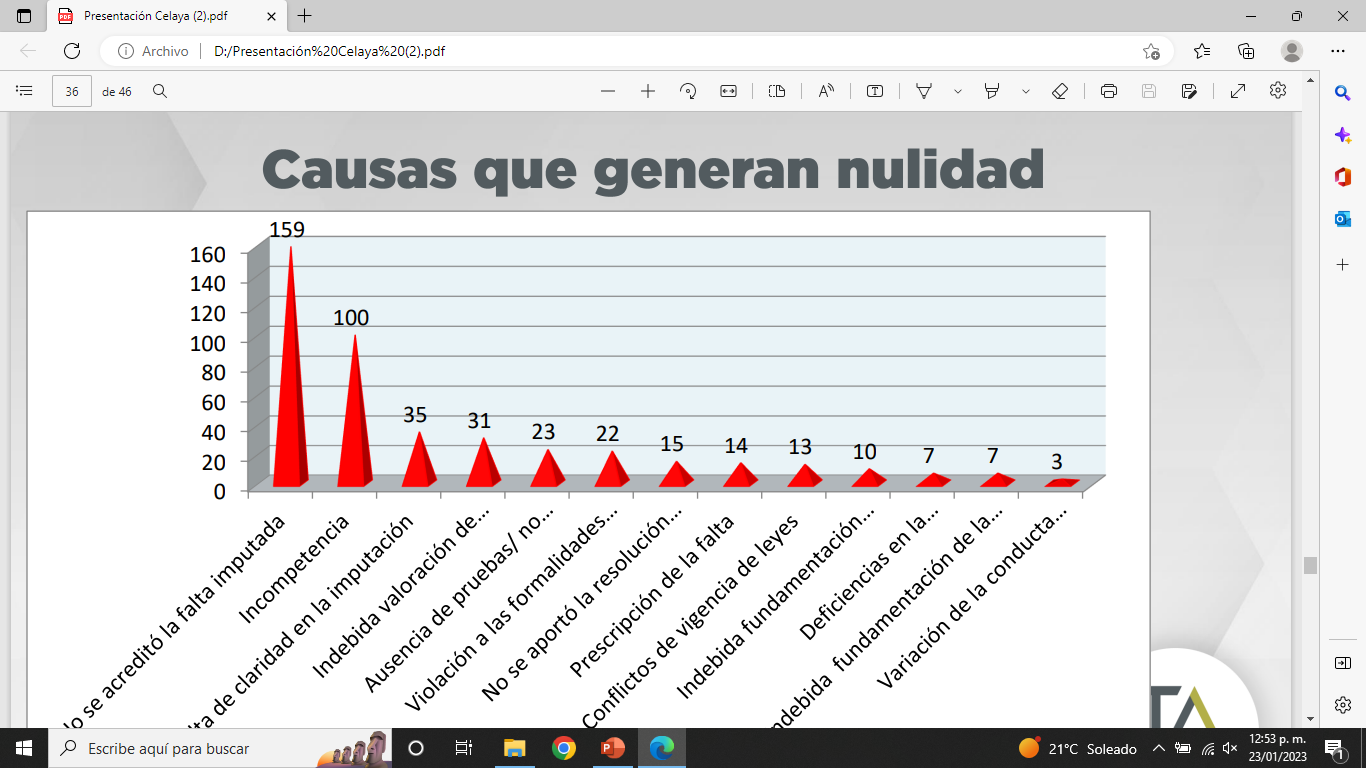 Presentación Celaya (2).pdf
Archivo
D:/Presentación%20Celaya%20(2).pdf
36
de 46
Causas que generan nulidad
159
160
140
120
100
80
60
40
20
0
100
35
31
23
22
15
14
13
10
7
7
3
lo se acreditó la falta imputada
Incompetencia
lta de claridad en la imputación
Indebida valoración de...
Ausencia de pruebas/ no...
Violación a las formalidades...
No se aportó la resolución...
Prescripción de la falta
Conflictos de vigencia de leyes
Indebida fundamentación...
Deficiencias en la...
ndebida fundamentación de la...
Variación de la conducta...
TA
Escribe aquí para buscar
21°C Soleado
12:53 p. m.
23/01/2023
1